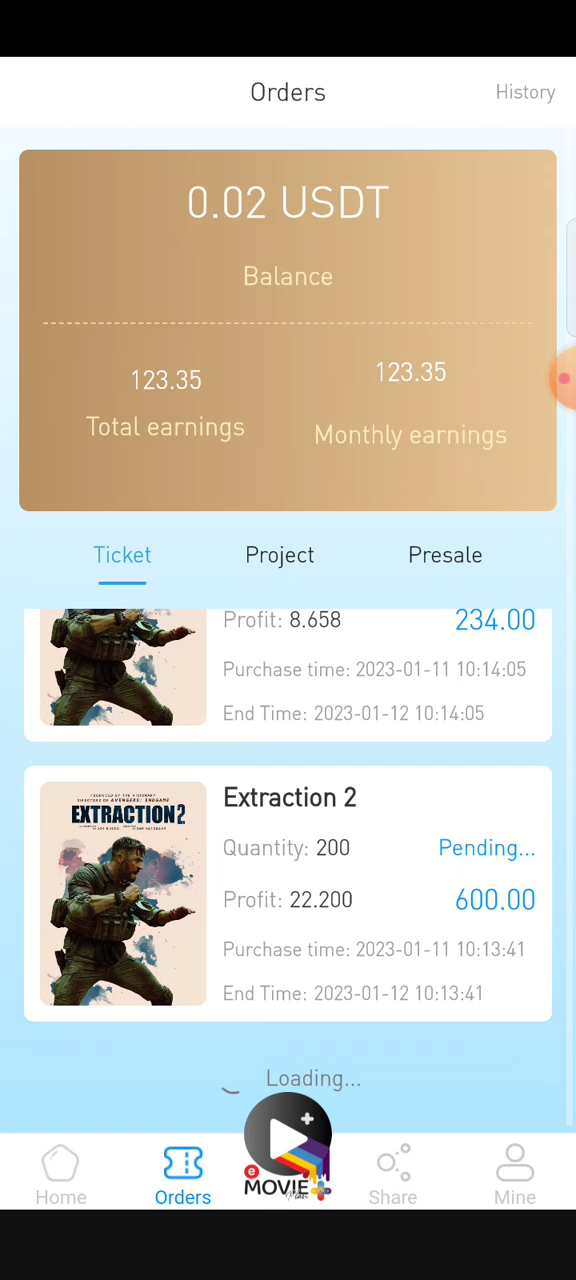 Orders
History
0.02 USDT
Balance
123.35
123.35
Total earnings
Monthly earnings
Ticket
Project
Presale
Profit: 8.658
234.00
Purchase time: 2023-01-11 10:14:05
End Time: 2023-01-12 10:14:05
EXTRACTION 2
Extraction 2
Quantity: 200
Pending...
Profit: 22.200
600.00
Purchase time: 2023-01-11 10:13:41
End Time: 2023-01-12 10:13:41
Loading...
e
MOVIE
Plan
Home
Orders
Share
Mine